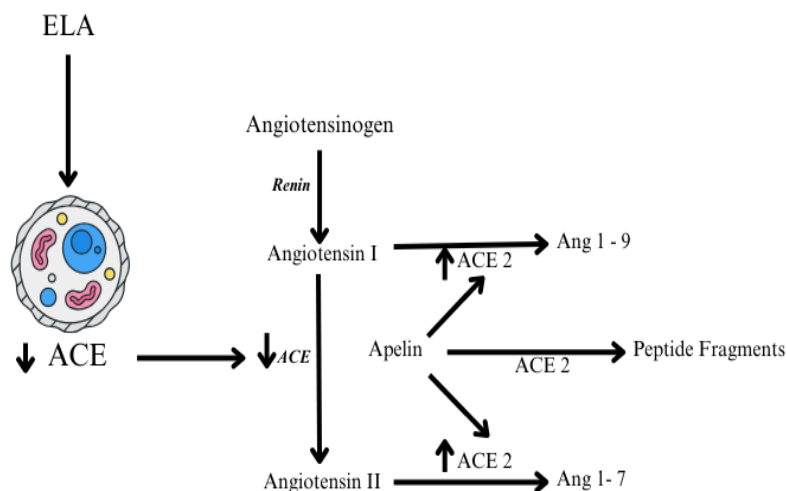 ELA
Angiotensinogen
Renin
Angiotensin I
Ang 1 - 9
ACE 2
ACE
ACE
Apelin
Peptide Fragments
ACE 2
ACE 2
Angiotensin II
Ang 1- 7